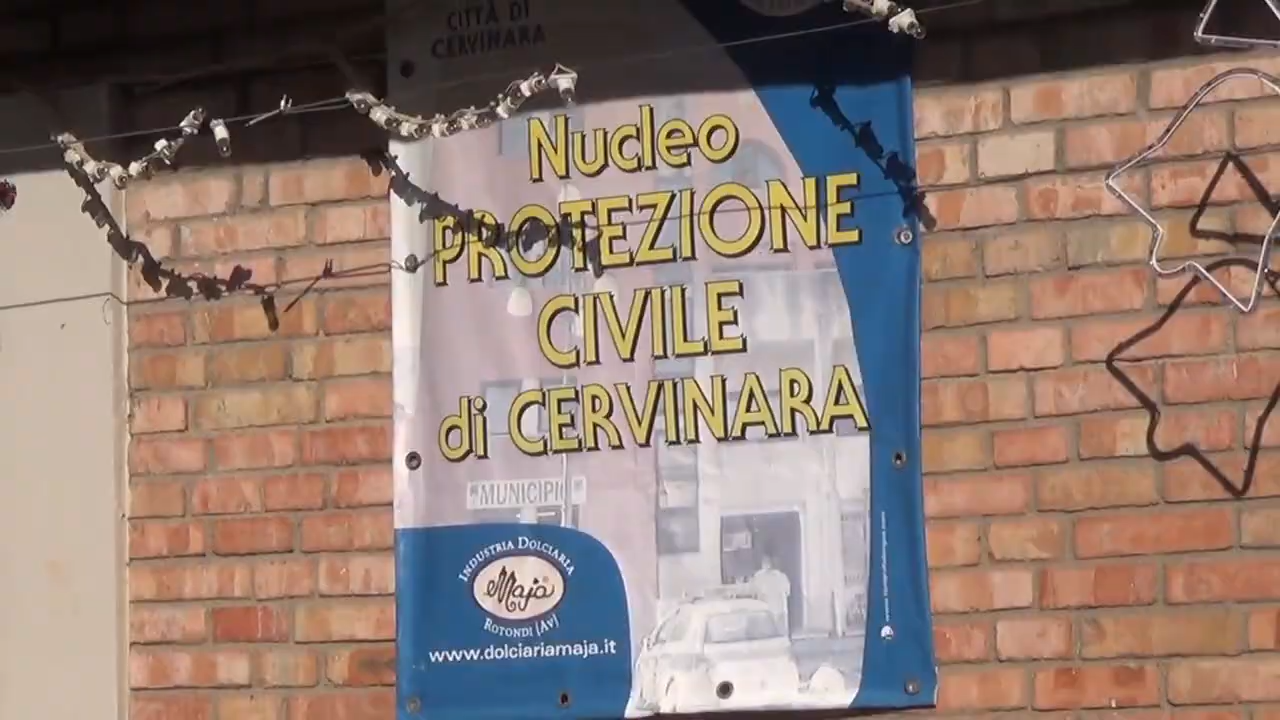 CITTÀ DI
CERVINARA
Nucleo
PROTEZIONE
CIVILE
di CERVINARA
MUNICIPIO
INDUSTRIA DOLCIARIA
Maja
ROTONDI (AV)
www.dolciariamaja.it